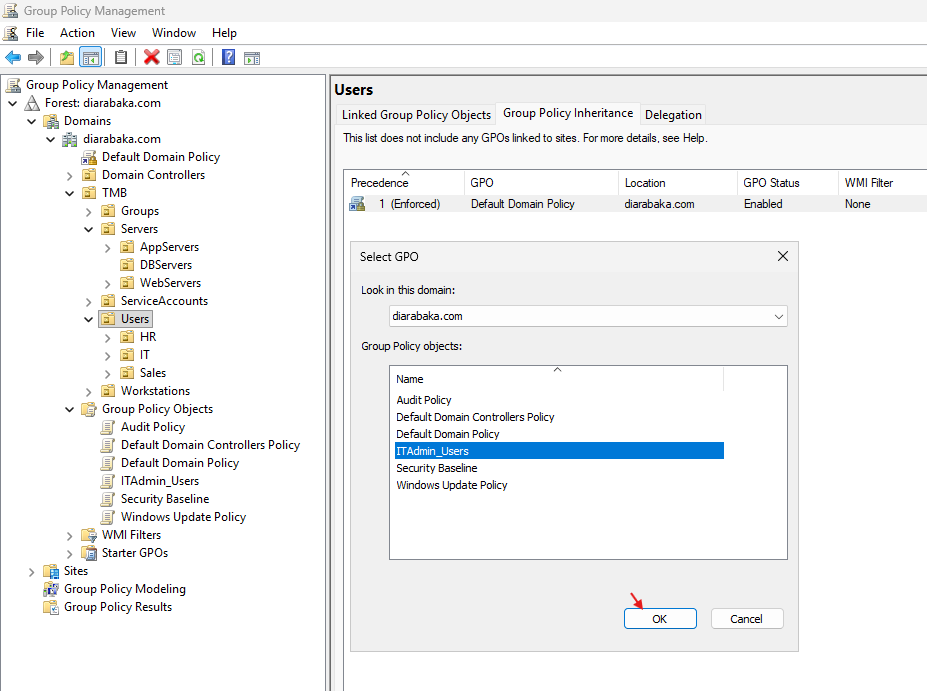 Group Policy Management
File Action View Window Help
Group Policy Management
Forest: diarabaka.com
Domains
diarabaka.com
Default Domain Policy
Domain Controllers
TMB
Groups
Servers
AppServers
DBServers
WebServers
ServiceAccounts
Users
HR
IT
Sales
Workstations
Group Policy Objects
Audit Policy
Default Domain Controllers Policy
Default Domain Policy
ITAdmin_Users
Security Baseline
Windows Update Policy
WMI Filters
Starter GPOs
Sites
Group Policy Modeling
Group Policy Results
Users
Linked Group Policy Objects Group Policy Inheritance Delegation
This list does not include any GPOs linked to sites. For more details, see Help.
Precedence GPO Location GPO Status WMI Filter
1 (Enforced) Default Domain Policy diarabaka.com Enabled None
Select GPO
Look in this domain:
diarabaka.com
Group Policy objects:
Name
Audit Policy
Default Domain Controllers Policy
Default Domain Policy
ITAdmin_Users
Security Baseline
Windows Update Policy
OK Cancel